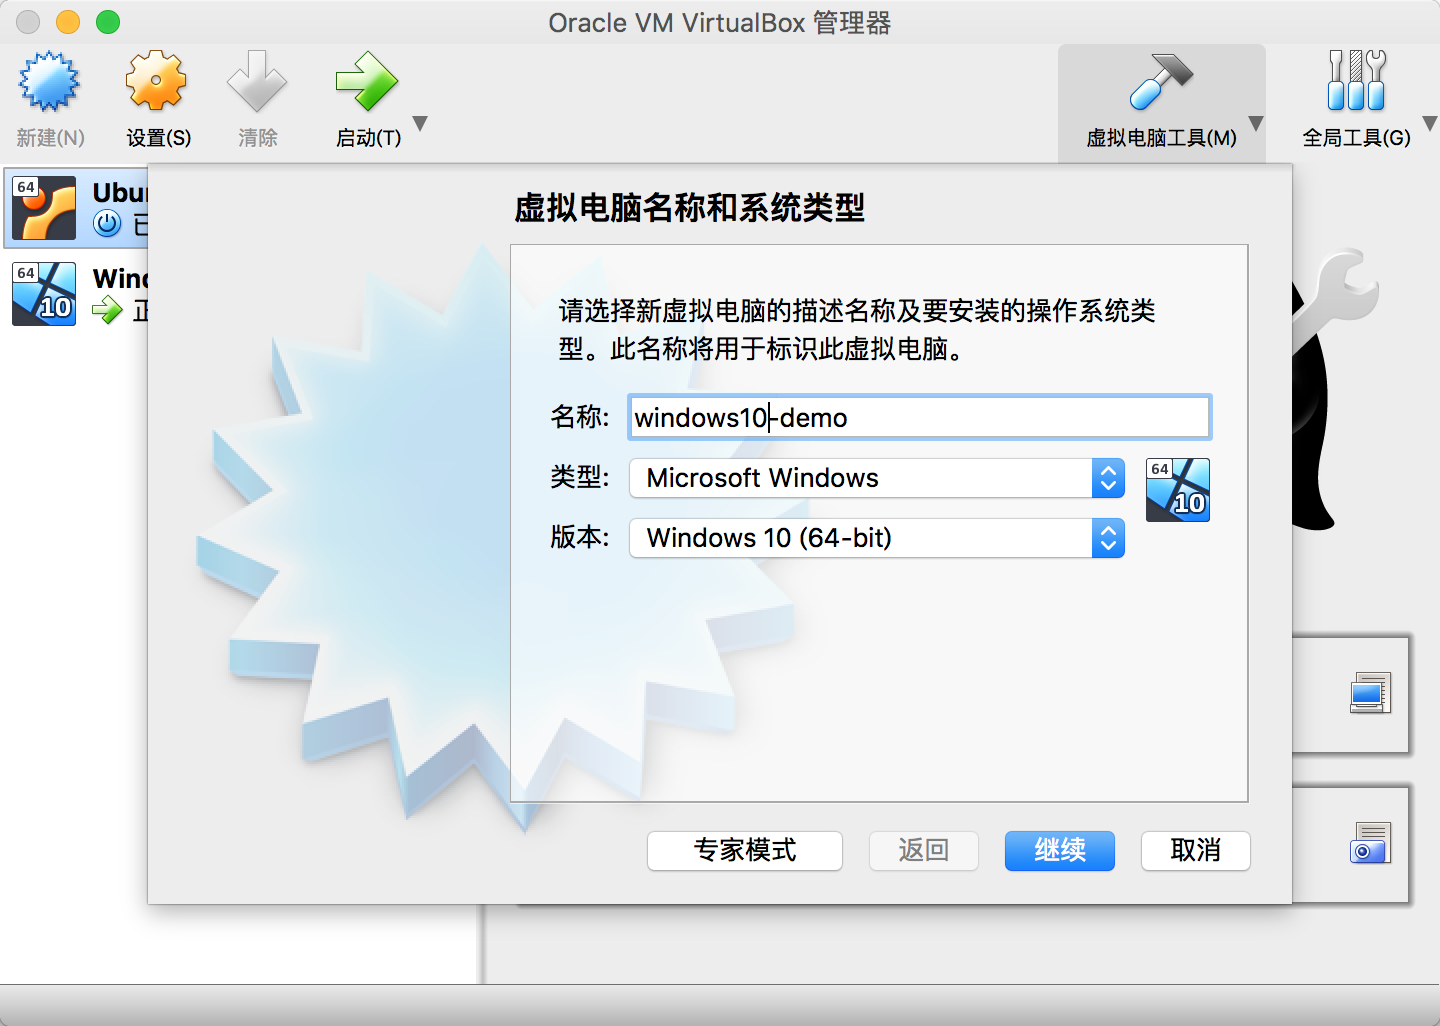 Oracle VM VirtualBox 管理器
新建(N)
设置(S)
清除
启动(T)
虚拟电脑工具(M)
全局工具(G)
64
64
10
虚拟电脑名称和系统类型
请选择新虚拟电脑的描述名称及要安装的操作系统类
型。此名称将用于标识此虚拟电脑。
名称: windows10-demo
类型: Microsoft Windows
64
10
版本: Windows 10 (64-bit)
专家模式
返回
继续
取消